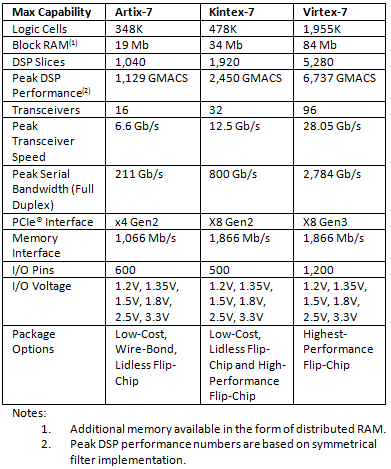 Max Capability Artix-7 Kintex-7 Virtex-7
Logic Cells 348K 478K 1,955K
Block RAM(1) 19 Mb 34 Mb 84 Mb
DSP Slices 1,040 1,920 5,280
Peak DSP 1,129 GMACS 2,450 GMACS 6,737 GMACS
Performance(2)
Transceivers 16 32 96
Peak 6.6 Gb/s 12.5 Gb/s 28.05 Gb/s
Transceiver
Speed
Peak Serial 211 Gb/s 800 Gb/s 2,784 Gb/s
Bandwidth (Full
Duplex)
PCIe® Interface x4 Gen2 X8 Gen2 X8 Gen3
Memory 1,066 Mb/s 1,866 Mb/s 1,866 Mb/s
Interface
I/O Pins 600 500 1,200
I/O Voltage 1.2V, 1.35V, 1.2V, 1.35V, 1.2V, 1.35V,
1.5V, 1.8V, 1.5V, 1.8V, 1.5V, 1.8V,
2.5V, 3.3V 2.5V, 3.3V 2.5V, 3.3V
Package Low-Cost, Low-Cost, Highest-
Options Wire-Bond, Lidless Flip- Performance
Lidless Flip- Chip and High- Flip-Chip
Chip Performance
Flip-Chip
Notes:
1. Additional memory available in the form of distributed RAM.
2. Peak DSP performance numbers are based on symmetrical
filter implementation.